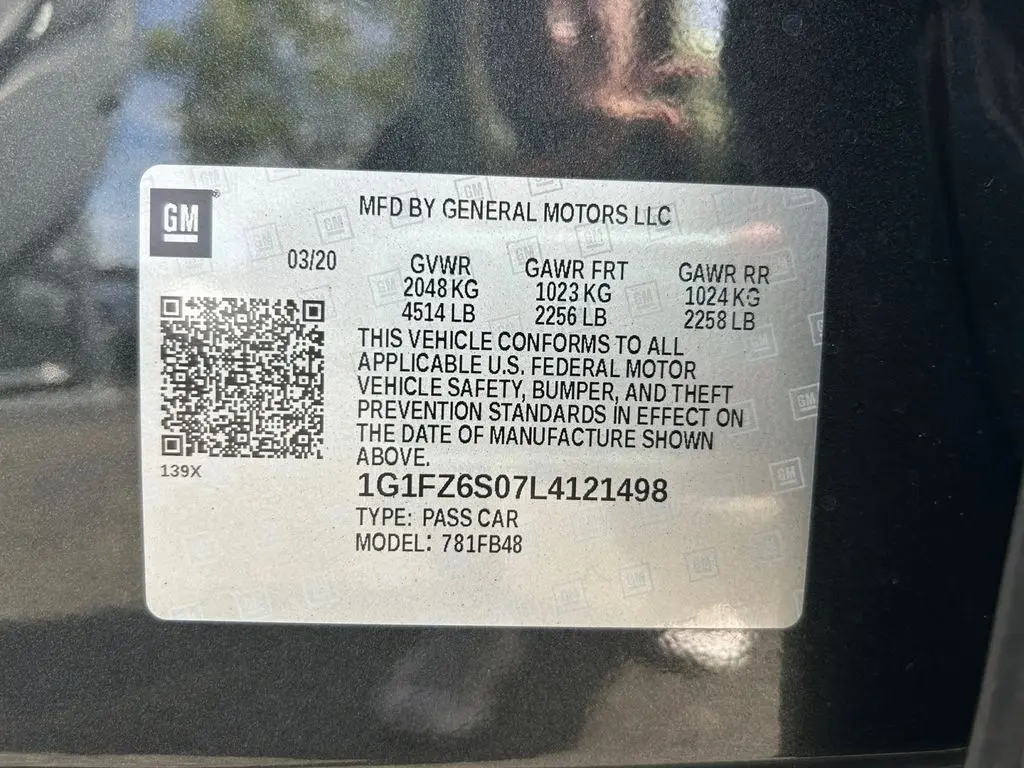 GM
MFD BY GENERAL MOTORS LLC
03/20
GVWR GAWR FRT GAWR RR
2048 KG 1023 KG 1024 KG
4514 LB 2256 LB 2258 LB
THIS VEHICLE CONFORMS TO ALL
APPLICABLE U.S. FEDERAL MOTOR
VEHICLE SAFETY, BUMPER, AND THEFT
PREVENTION STANDARDS IN EFFECT ON
THE DATE OF MANUFACTURE SHOWN
ABOVE.
139X
1G1FZ6S07L4121498
TYPE: PASS CAR
MODEL: 781FB48